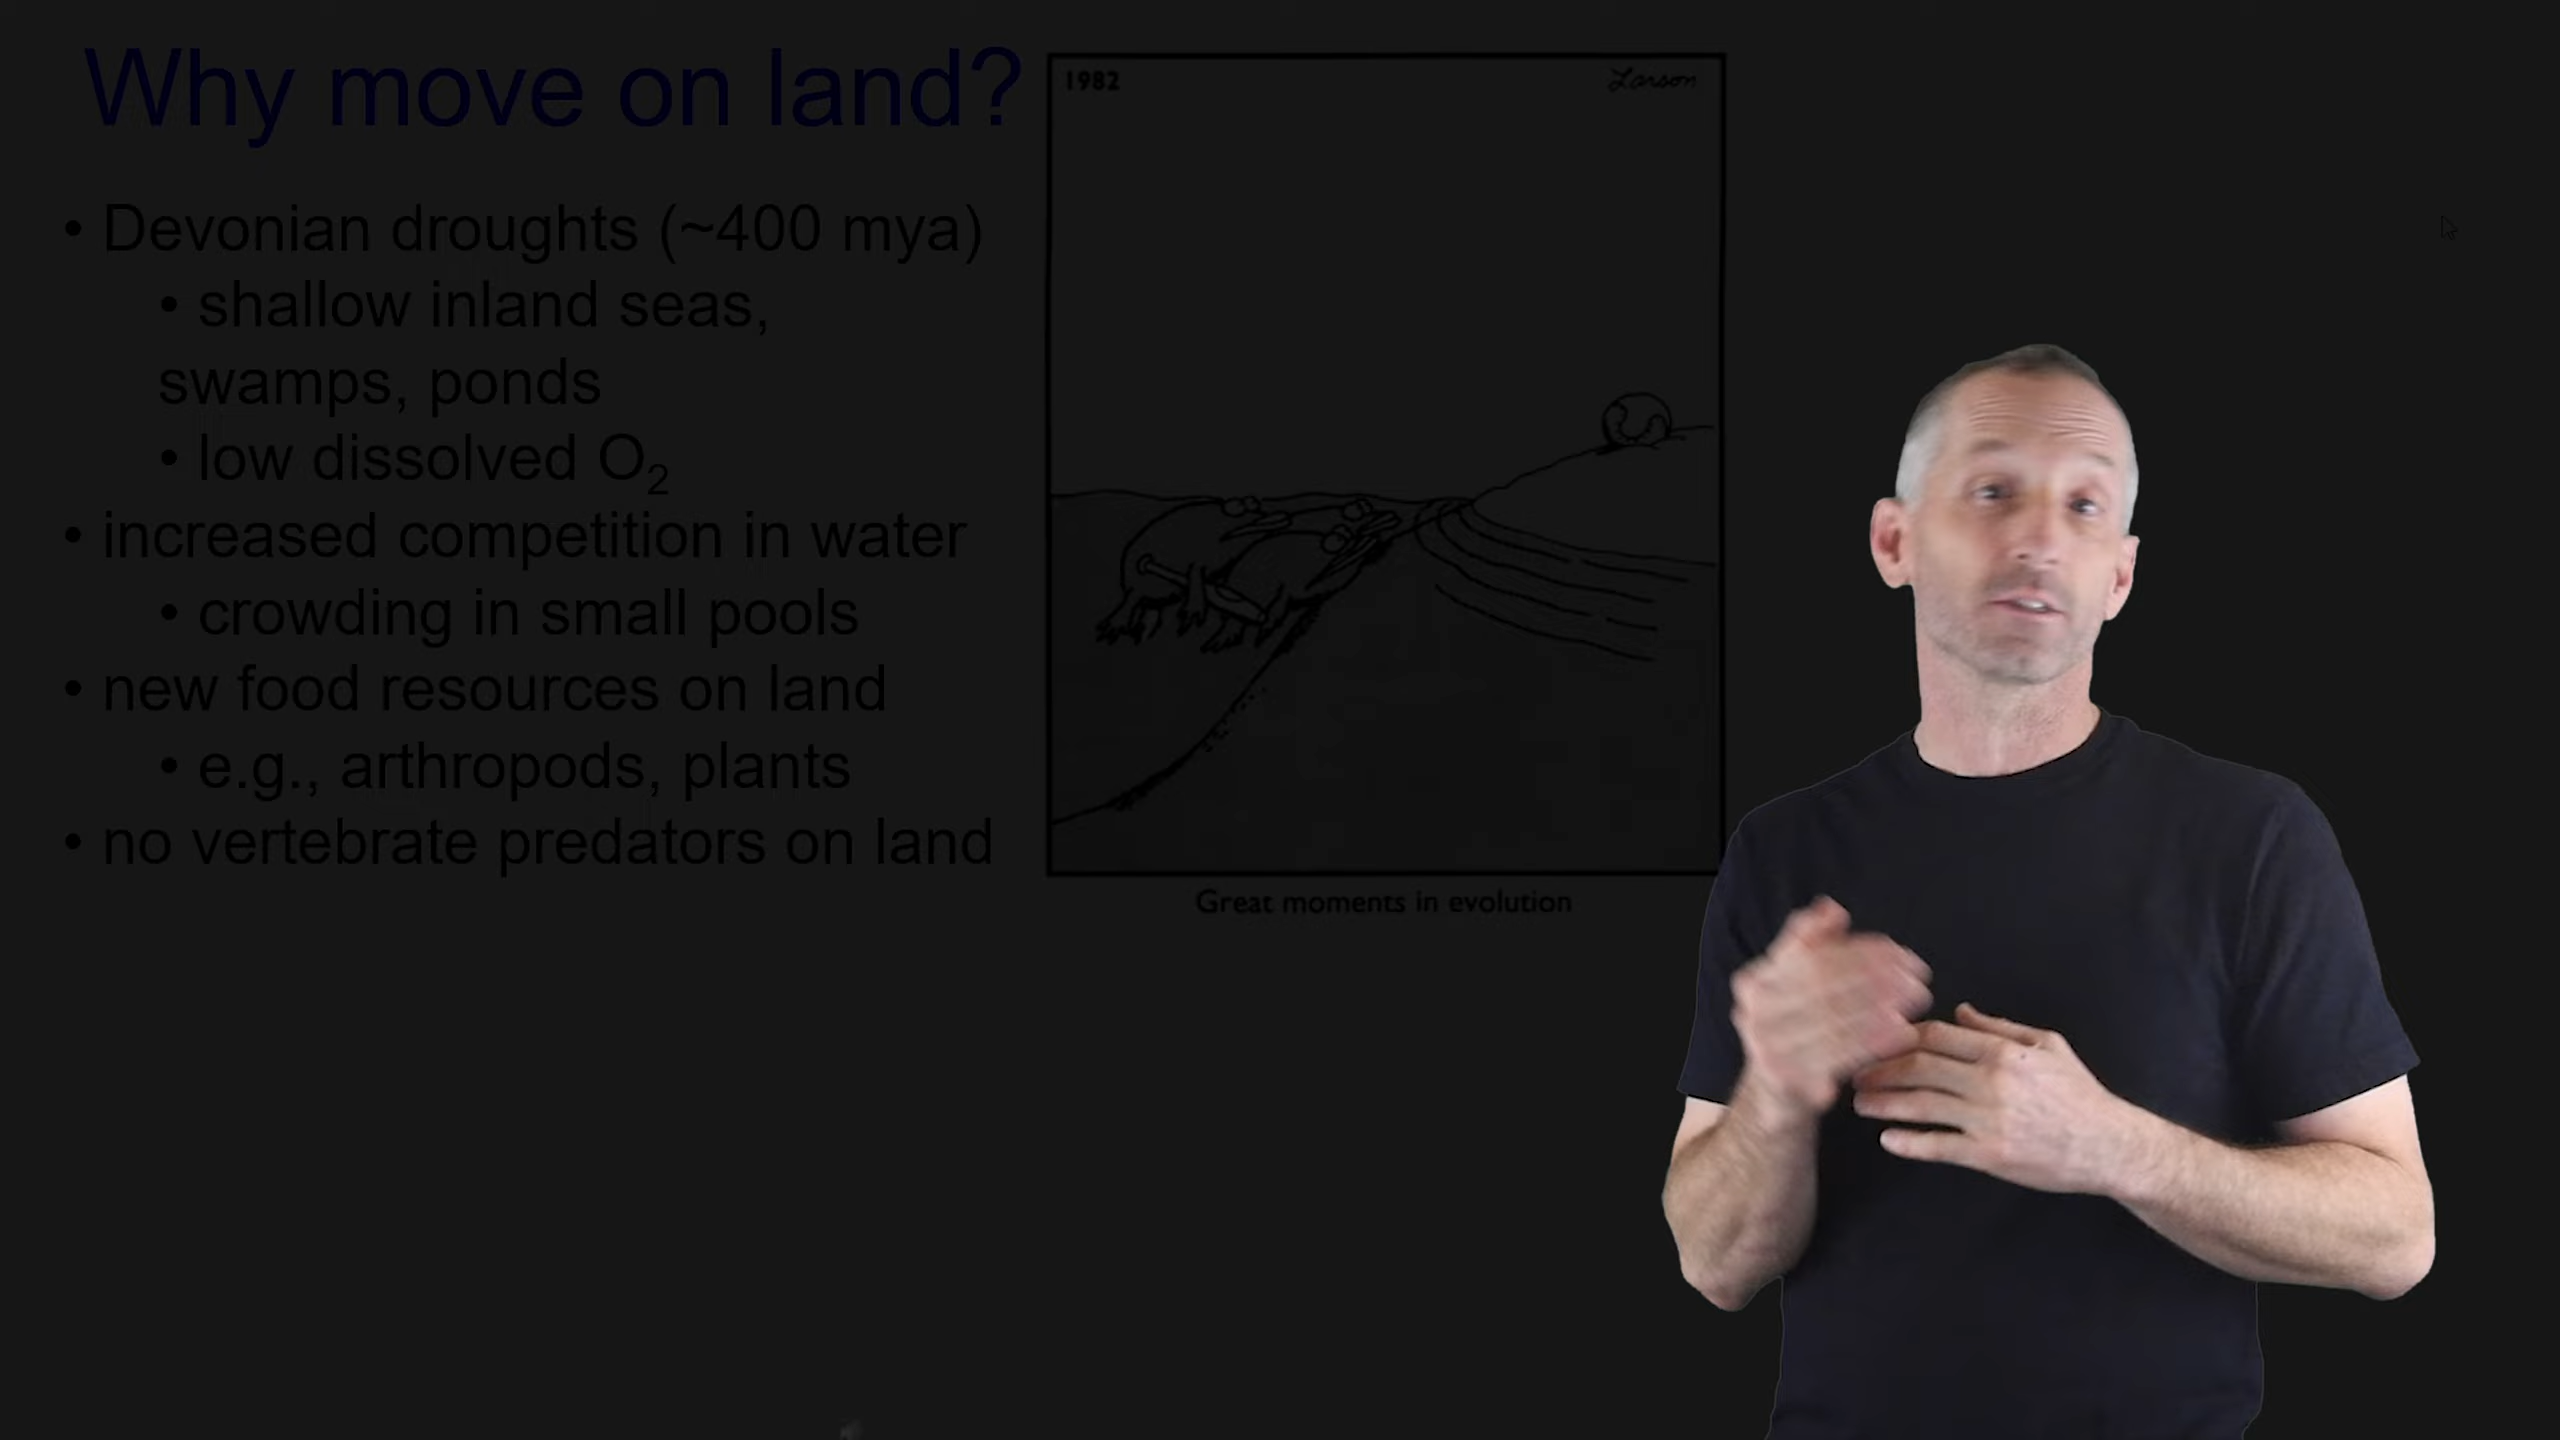 Why move on land?
• Devonian droughts (~400 mya)
• shallow inland seas,
swamps, ponds
• low dissolved O₂
• increased competition in water
• crowding in small pools
• new food resources on land
• e.g., arthropods, plants
• no vertebrate predators on land
1982
Larson
Great moments in evolution